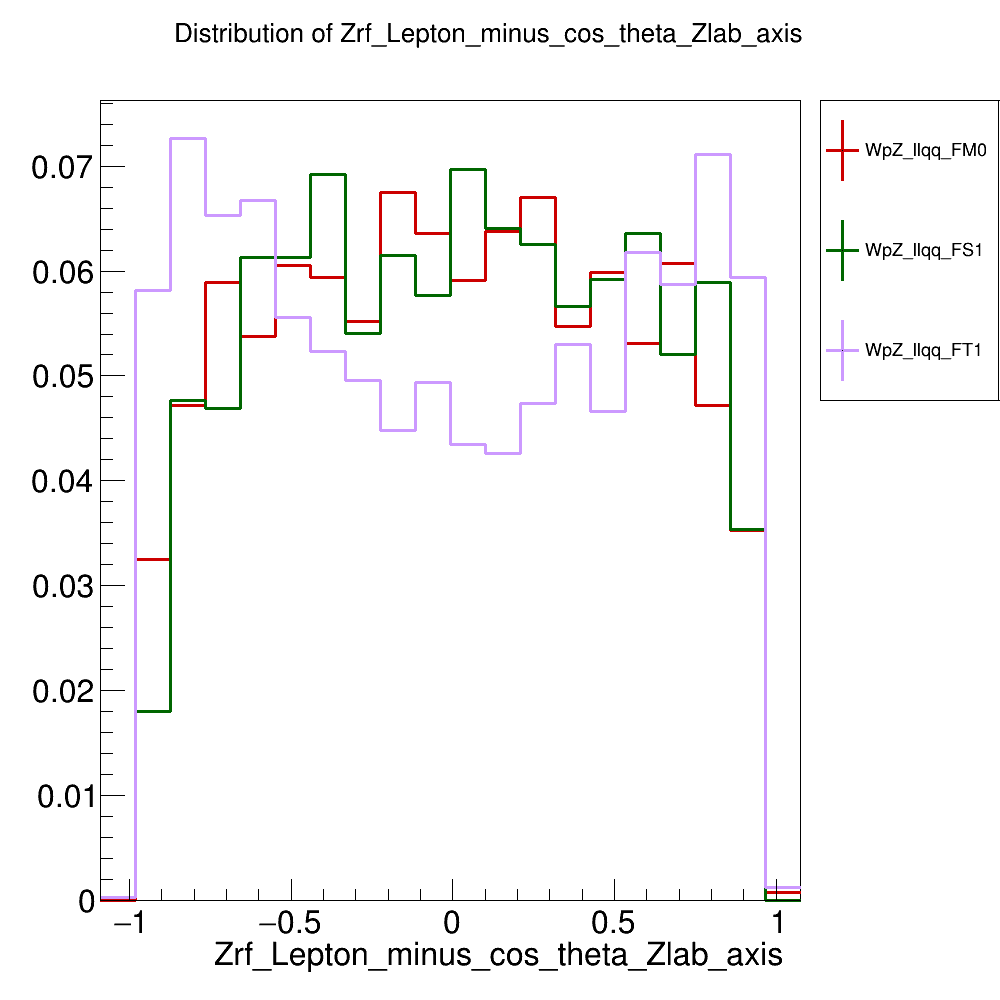 Distribution of Zrf_Lepton_minus_cos_theta_Zlab_axis
0.07
0.06
0.05
0.04
0.03
0.02
0.01
0
−1
−0.5
0
0.5
1
Zrf_Lepton_minus_cos_theta_Zlab_axis
WpZ_llqq_FM0
WpZ_llqq_FS1
WpZ_llqq_FT1